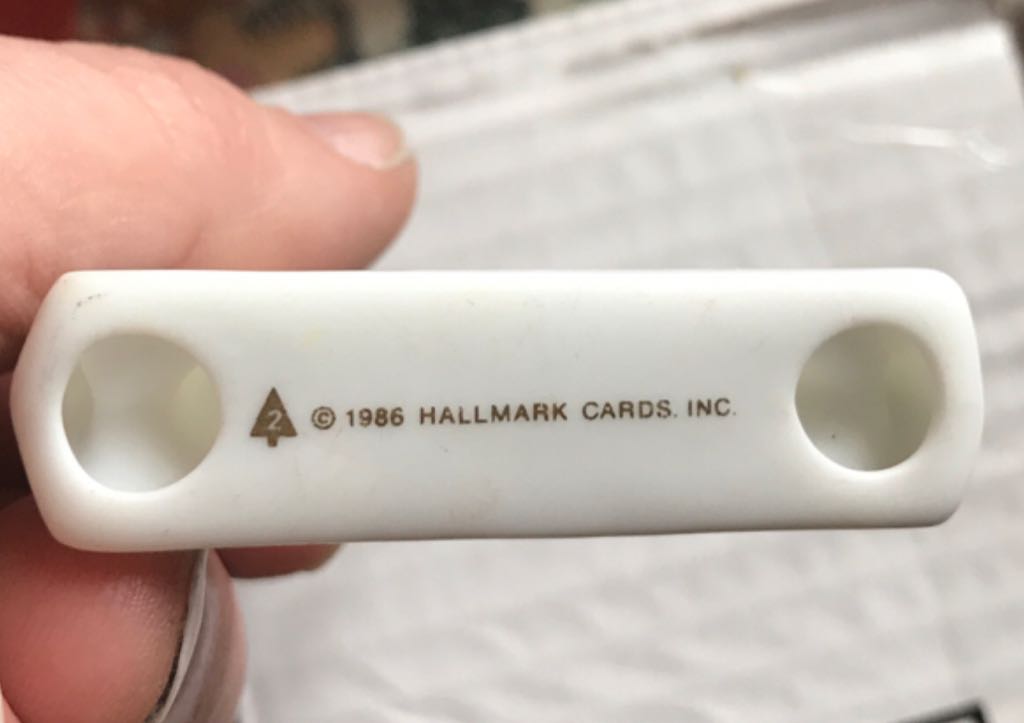 2 © 1986 HALLMARK CARDS. INC.